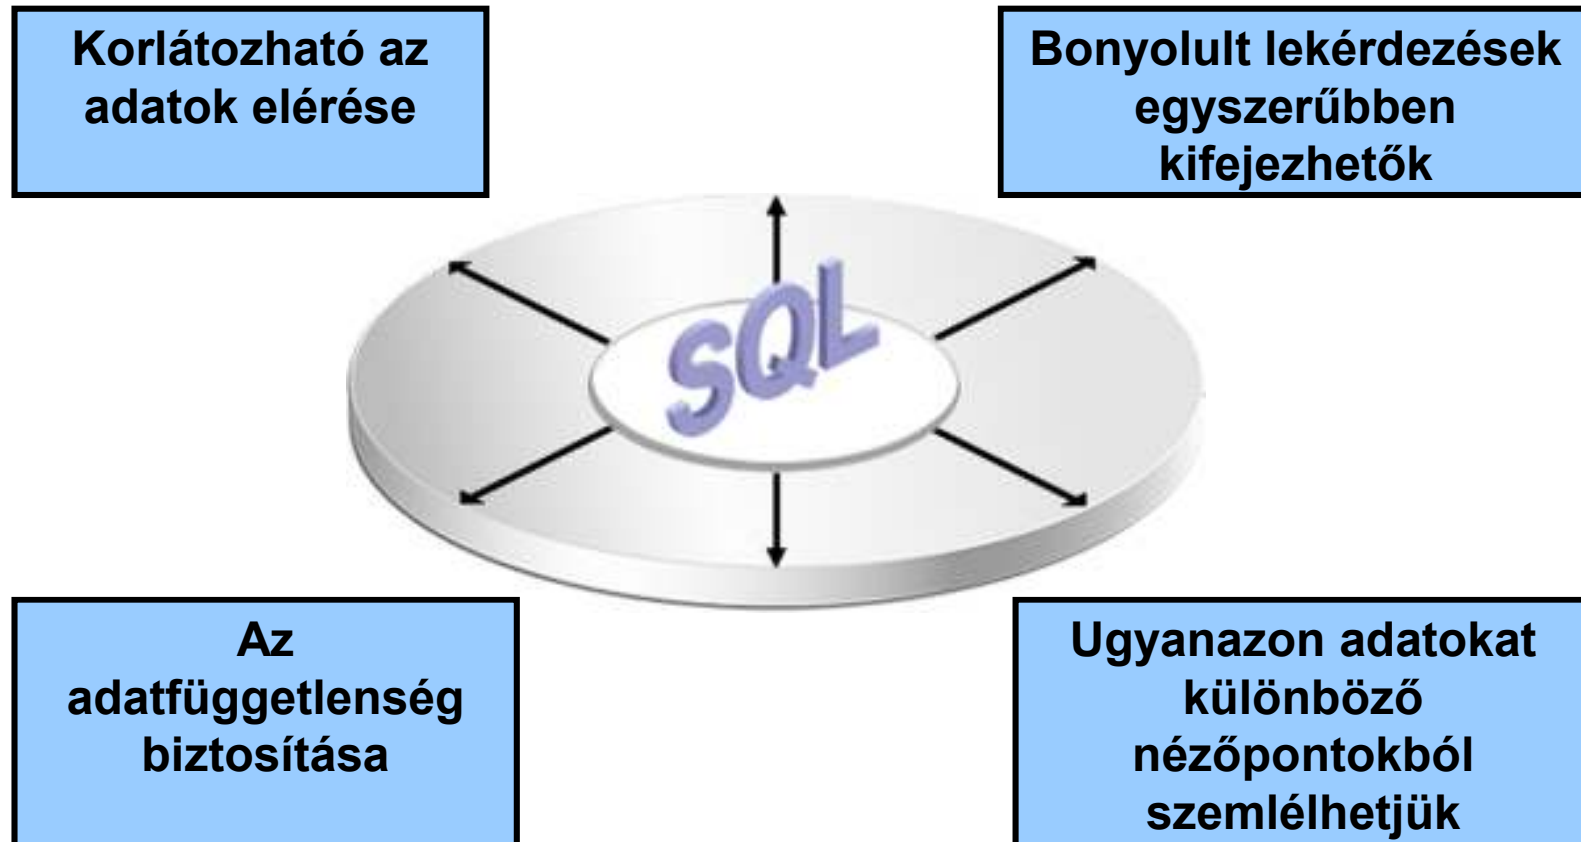 Korlátozható az
adatok elérése
Bonyolult lekérdezések
egyszerűbben
kifejezhetők
SQL
Az
adatfüggetlenség
biztosítása
Ugyanazon adatokat
különböző
nézőpontokból
szemlélhetjük